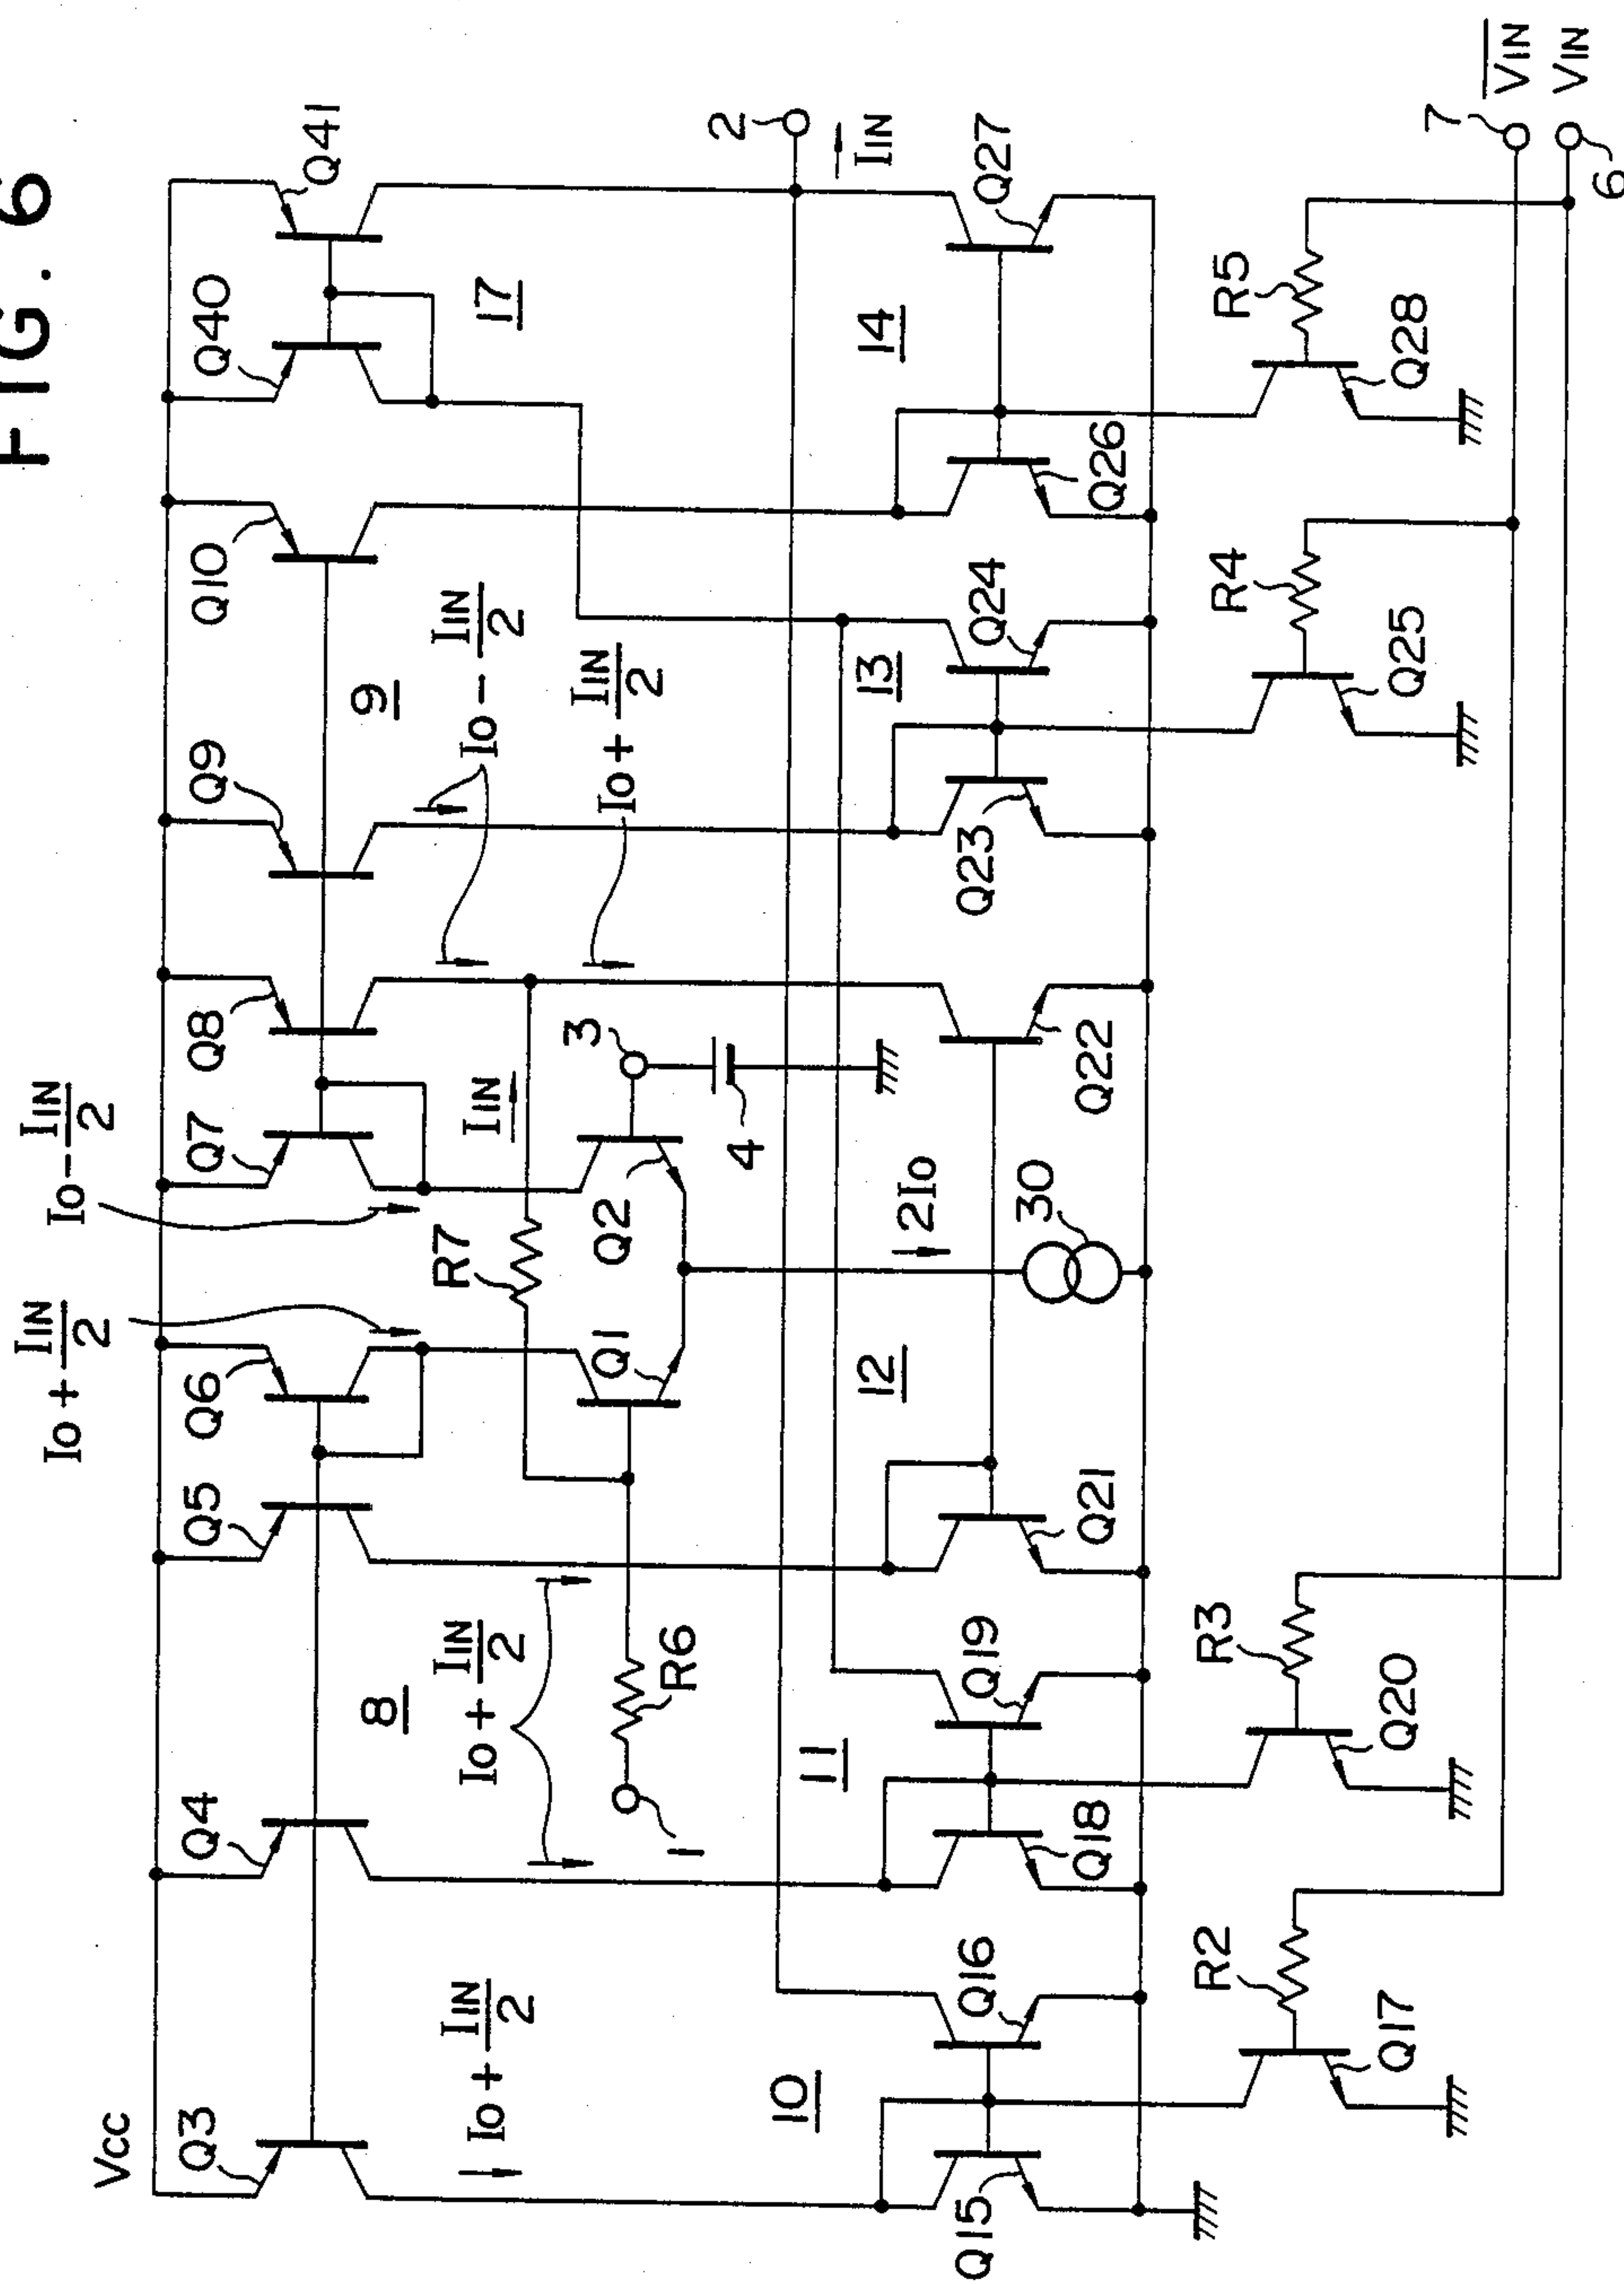 FIG. 6
Vcc
Q3
Q4
Q5
Q6
Q7
Q8
Q9
Q10
Q40
Q41
Io + IIN/2
Io - IIN/2
Io + IIN/2
8
Io + IIN/2
9
Io - IIN/2
Io + IIN/2
17
R7
IIN
1
R6
Q1
Q2
3
4
2
IIN
2Io
30
10
11
12
13
14
Q15
Q16
Q18
Q19
Q21
Q22
Q23
Q24
Q26
Q27
Q17
R2
Q20
R3
Q25
R4
Q28
R5
7
V̅I̅N̅
6
VIN